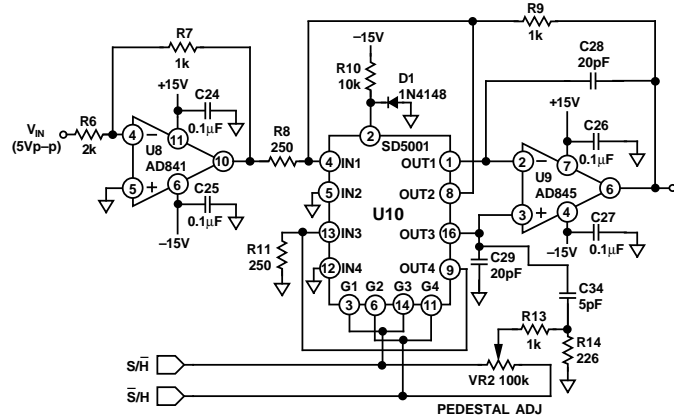 R9
1k
R7
1k
–15V
C28
20pF
R10
10k
D1
1N4148
+15V
C24
0.1µF
+15V
C26
0.1µF
VIN
(5Vp–p)
R6
2k
4
–
11
U8
AD841
10
5
+
6
R8
250
2
SD5001
4 IN1
OUT1 1
2
–
7
U9
AD845
6
3
+
4
5 IN2
OUT2 8
U10
C25
0.1µF
–15V
13 IN3
OUT3 16
R11
250
12 IN4
OUT4 9
C29
20pF
–15V
C27
0.1µF
G1 G2 G3 G4
3 6 14 11
C34
5pF
R13
1k
R14
226
S/H̅
S̅/H
VR2 100k
PEDESTAL ADJ